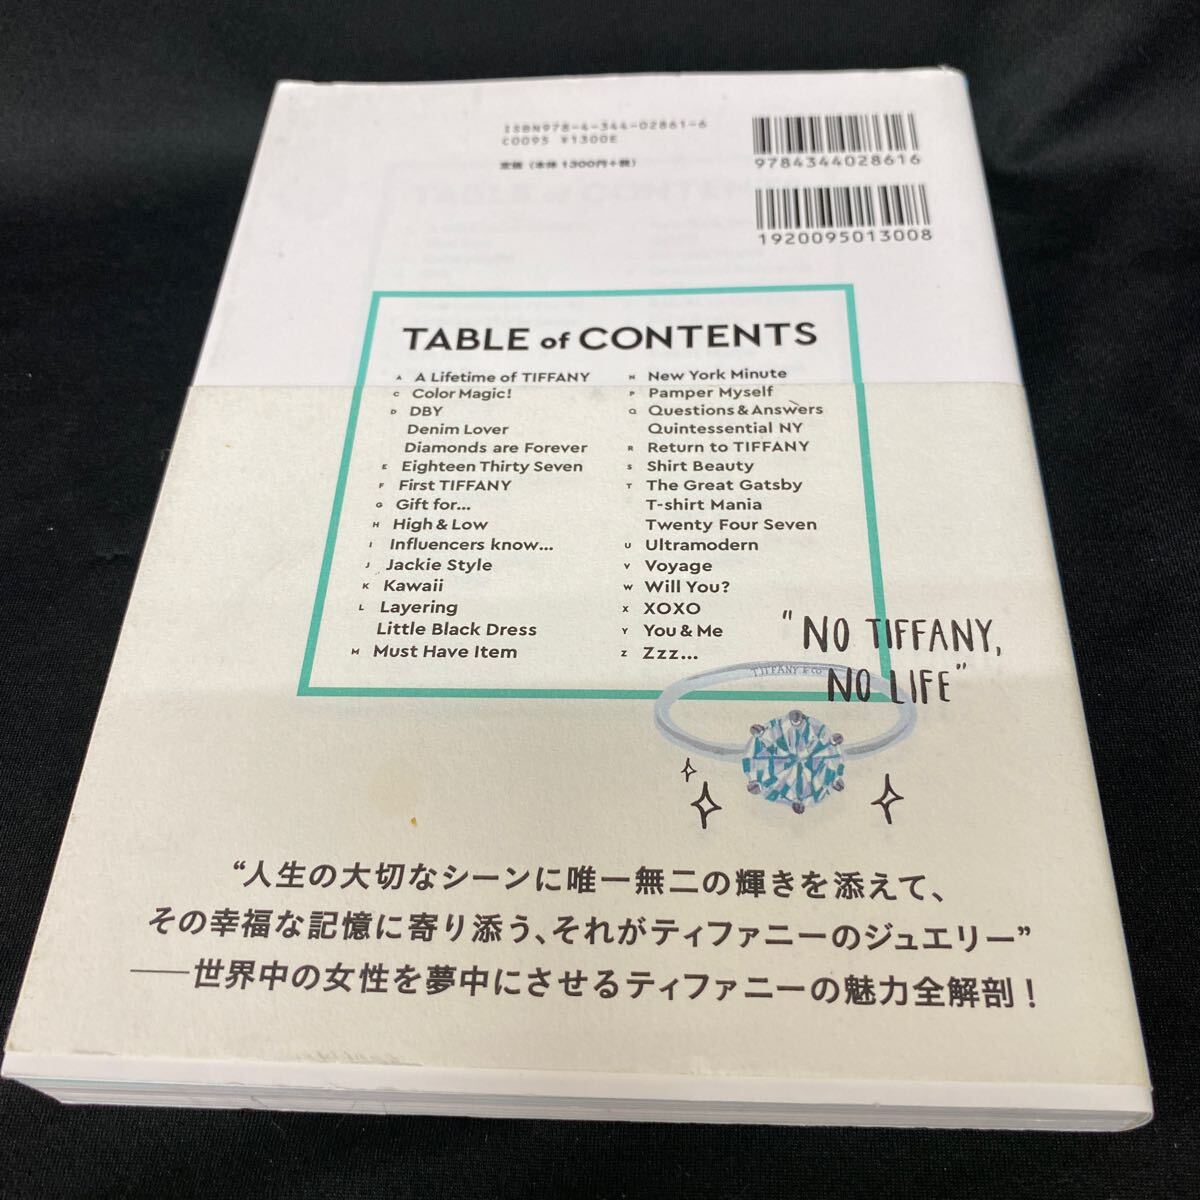 ISBN978-4-344-02861-6
C0095 ¥1300E
定価(本体1300円+税)
9784344028616
1920095013008
TABLE of CONTENTS
A A Lifetime of TIFFANY
C Color Magic!
D DBY
Denim Lover
Diamonds are Forever
E Eighteen Thirty Seven
F First TIFFANY
G Gift for...
H High & Low
I Influencers know...
J Jackie Style
K Kawaii
L Layering
Little Black Dress
M Must Have Item
N New York Minute
P Pamper Myself
Q Questions & Answers
Quintessential NY
R Return to TIFFANY
S Shirt Beauty
T The Great Gatsby
T-shirt Mania
Twenty Four Seven
U Ultramodern
V Voyage
W Will You?
X XOXO
Y You & Me
Z Zzz...
"NO TIFFANY,
NO LIFE"
TIFFANY & CO
“人生の大切なシーンに唯一無二の輝きを添えて、
その幸福な記憶に寄り添う、それがティファニーのジュエリー”
——世界中の女性を夢中にさせるティファニーの魅力全解剖!